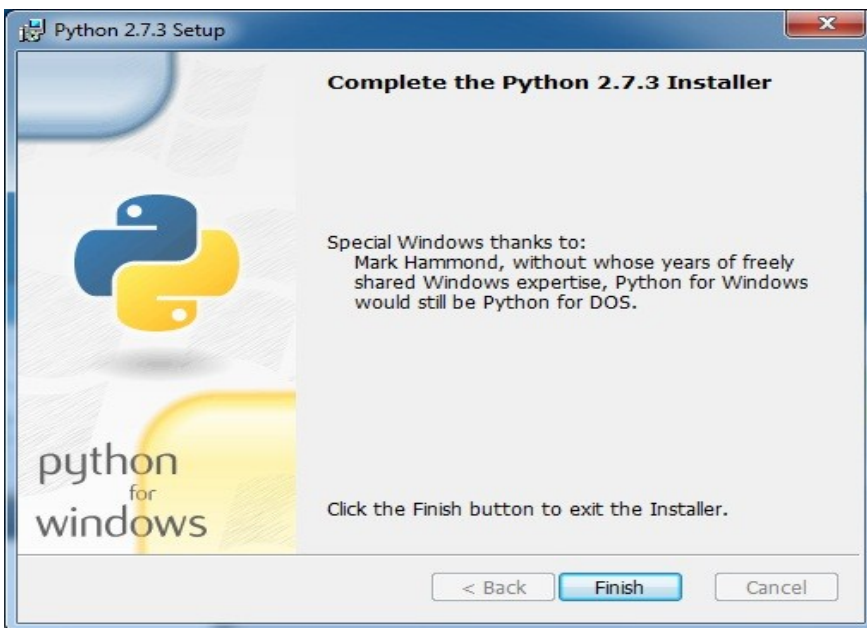 Python 2.7.3 Setup
Complete the Python 2.7.3 Installer
Special Windows thanks to:
Mark Hammond, without whose years of freely
shared Windows expertise, Python for Windows
would still be Python for DOS.
python
for
windows
Click the Finish button to exit the Installer.
< Back
Finish
Cancel